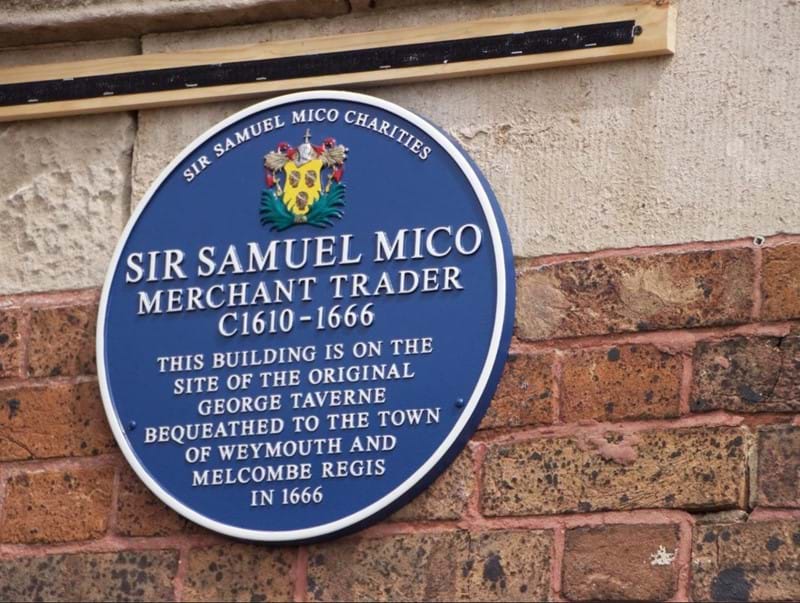 SIR SAMUEL MICO CHARITIES
SIR SAMUEL MICO
MERCHANT TRADER
C1610-1666
THIS BUILDING IS ON THE
SITE OF THE ORIGINAL
GEORGE TAVERNE
BEQUEATHED TO THE TOWN
OF WEYMOUTH AND
MELCOMBE REGIS
IN 1666